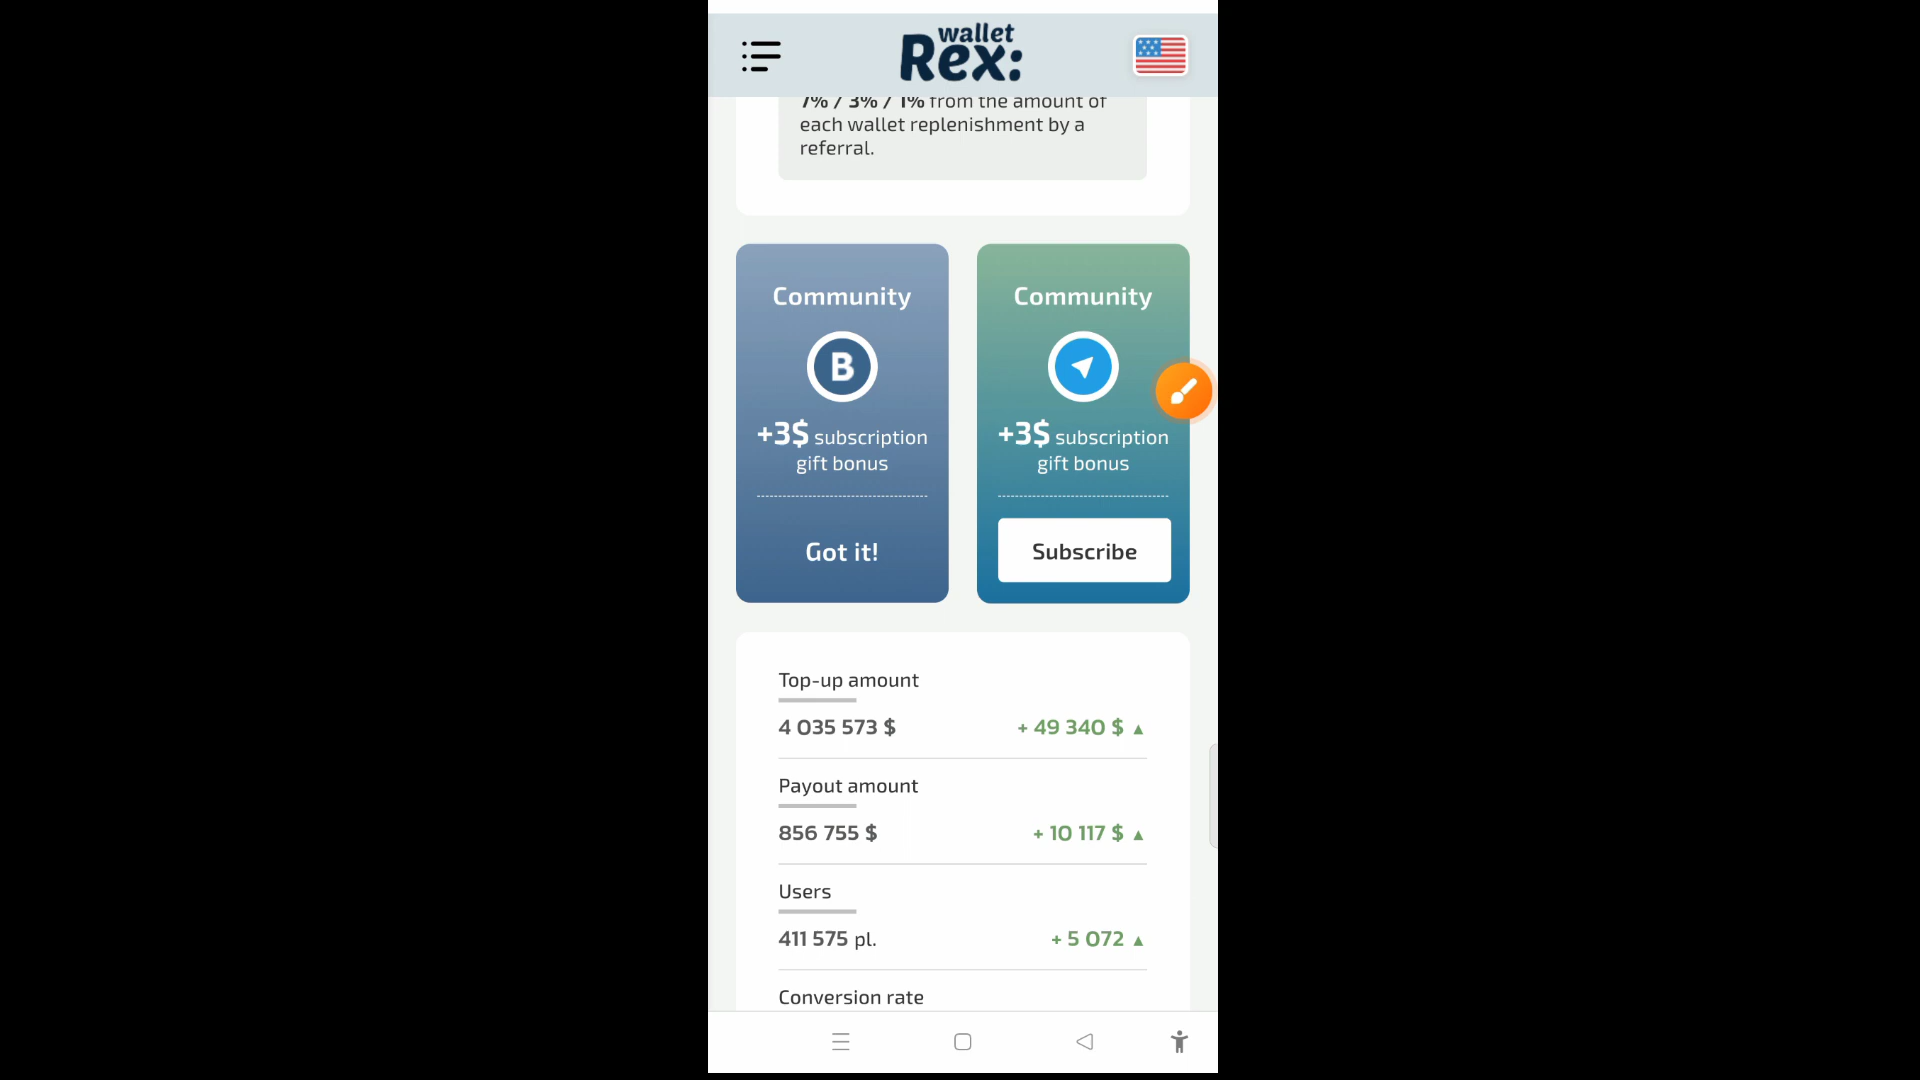 wallet
Rex:
7% / 3% / 1% from the amount of
each wallet replenishment by a
referral.
Community
B
+3$ subscription
gift bonus
Got it!
Community
+3$ subscription
gift bonus
Subscribe
Top-up amount
4 035 573 $ + 49 340 $ ▲
Payout amount
856 755 $ + 10 117 $ ▲
Users
411 575 pl. + 5 072 ▲
Conversion rate